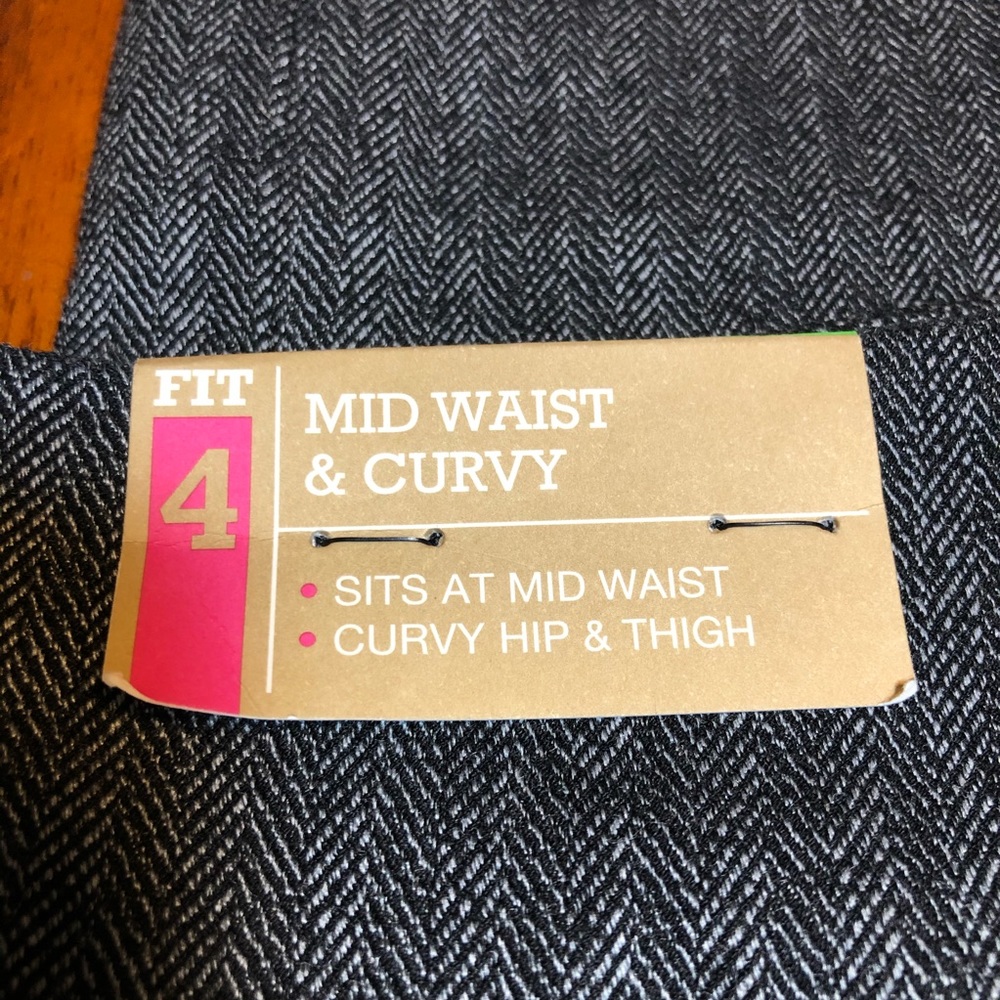 FIT
4
MID WAIST
& CURVY
• SITS AT MID WAIST
• CURVY HIP & THIGH